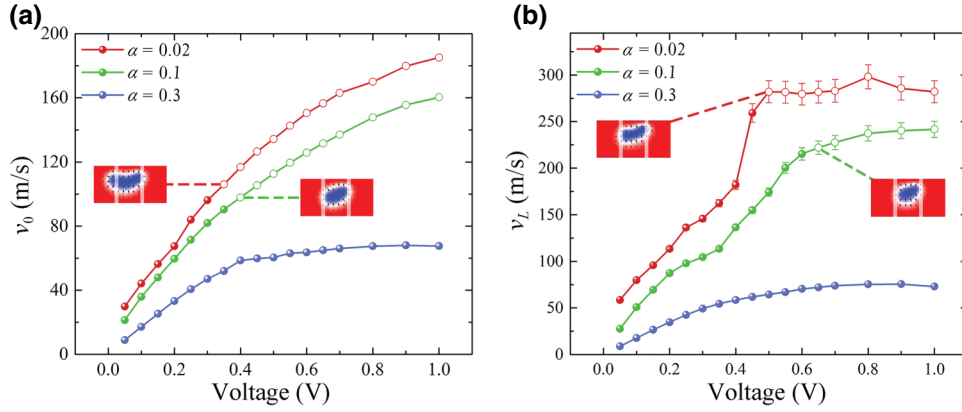 (a)
200
160
120
80
40
0
v₀ (m/s)
α = 0.02
α = 0.1
α = 0.3
0.0 0.2 0.4 0.6 0.8 1.0
Voltage (V)
(b)
300
250
200
150
100
50
0
v_L (m/s)
α = 0.02
α = 0.1
α = 0.3
0.0 0.2 0.4 0.6 0.8 1.0
Voltage (V)